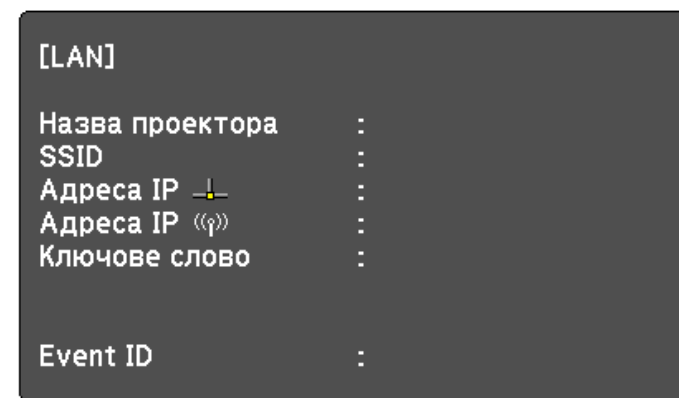 [LAN]
Назва проектора :
SSID :
Адреса IP :
Адреса IP :
Ключове слово :
Event ID :